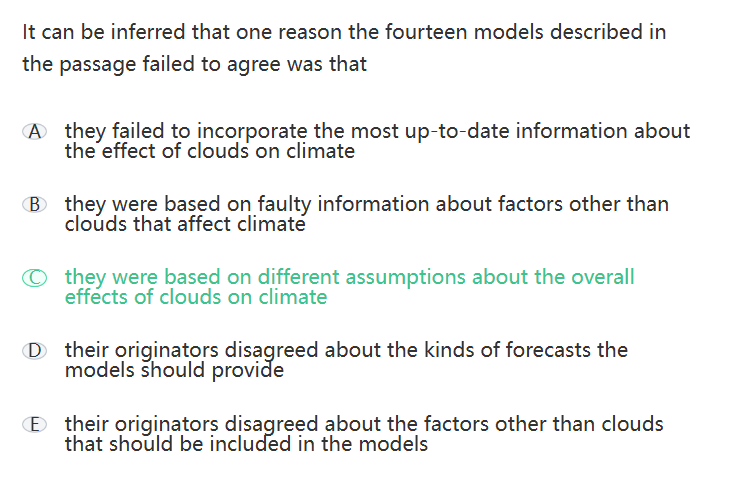 It can be inferred that one reason the fourteen models described in
the passage failed to agree was that
A they failed to incorporate the most up-to-date information about
the effect of clouds on climate
B they were based on faulty information about factors other than
clouds that affect climate
C they were based on different assumptions about the overall
effects of clouds on climate
D their originators disagreed about the kinds of forecasts the
models should provide
E their originators disagreed about the factors other than clouds
that should be included in the models